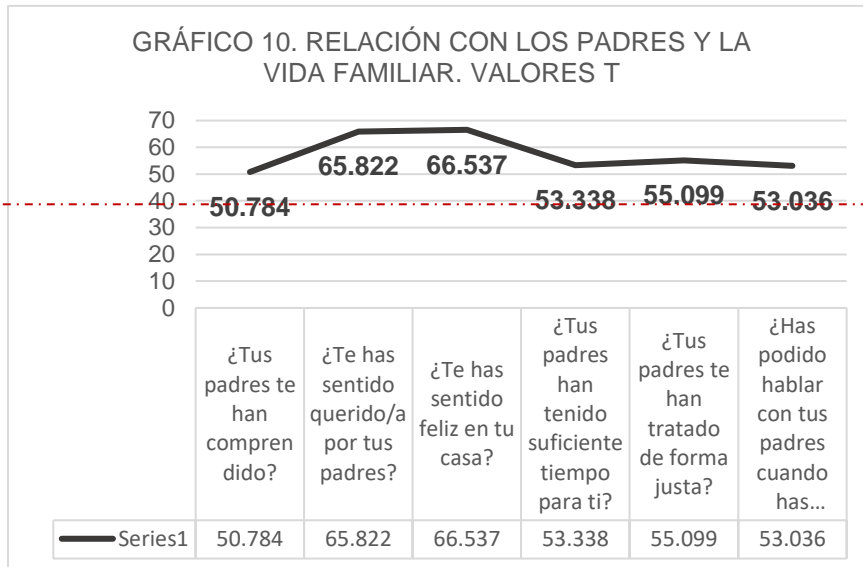 GRÁFICO 10. RELACIÓN CON LOS PADRES Y LA
VIDA FAMILIAR. VALORES T
70
60
50
40
30
20
10
0
50.784
65.822
66.537
53.338
55.099
53.036
¿Tus
padres te
han
compren
dido?
¿Te has
sentido
querido/a
por tus
padres?
¿Te has
sentido
feliz en tu
casa?
¿Tus
padres
han
tenido
suficiente
tiempo
para ti?
¿Tus
padres te
han
tratado
de forma
justa?
¿Has
podido
hablar
con tus
padres
cuando
has...
Series1 50.784 65.822 66.537 53.338 55.099 53.036